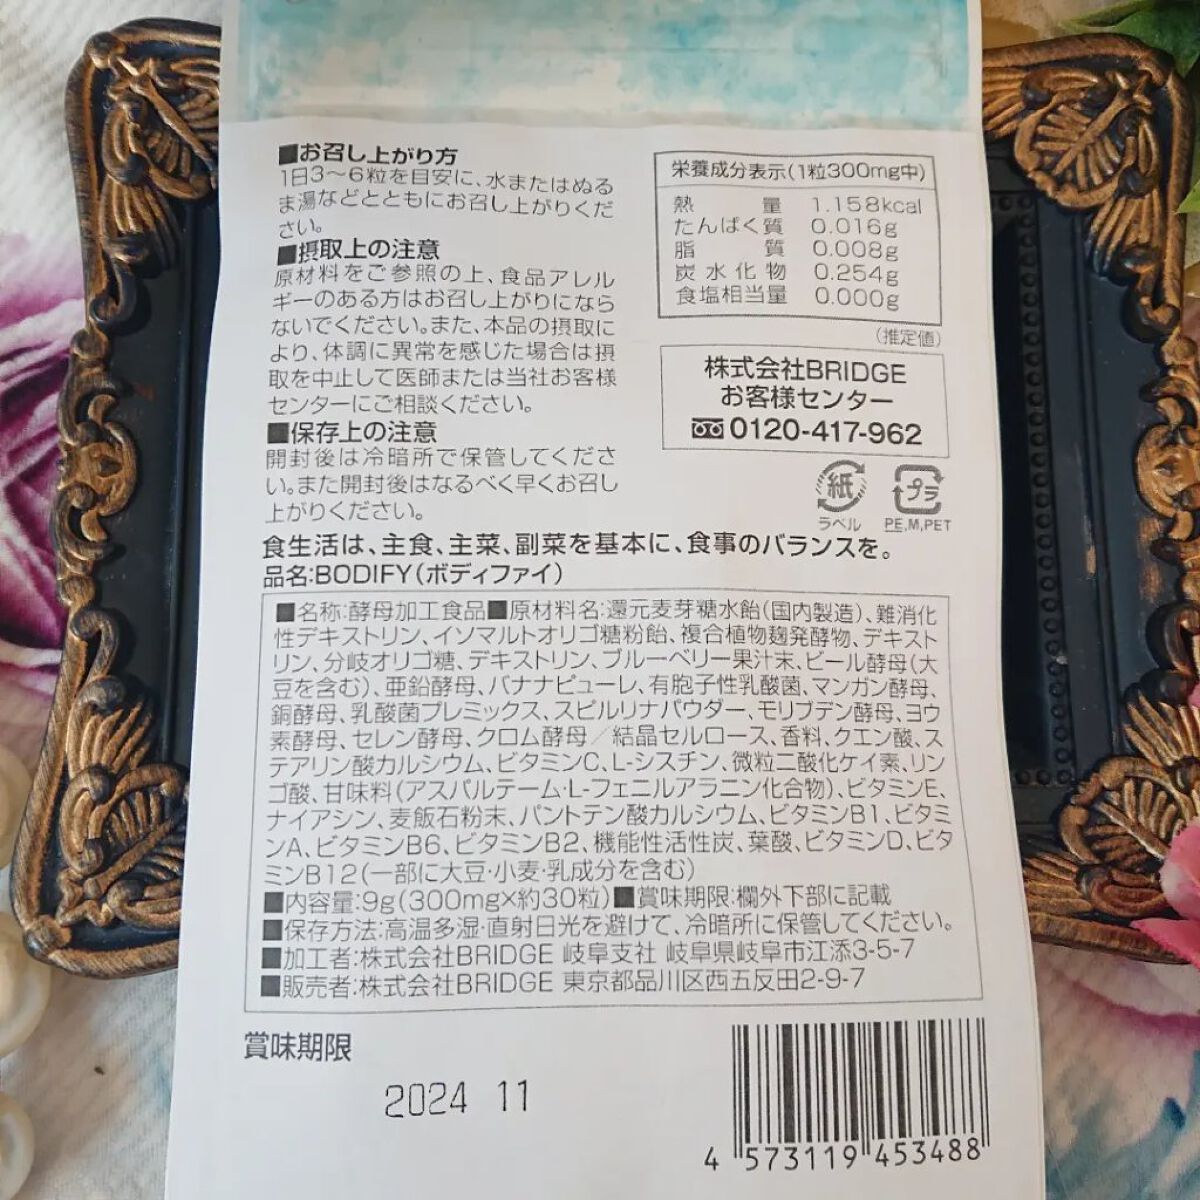 ■お召し上がり方
1日3～6粒を目安に、水またはぬる
ま湯などとともにお召し上がりくだ
さい。
■摂取上の注意
原材料をご参照の上、食品アレル
ギーのある方はお召し上がりになら
ないでください。また、本品の摂取に
より、体調に異常を感じた場合は摂
取を中止して医師または当社お客様
センターにご相談ください。
■保存上の注意
開封後は冷暗所で保管してくださ
い。また開封後はなるべく早くお召し
上がりください。
栄養成分表示(1粒300mg中)
熱量 1.158kcal
たんぱく質 0.016g
脂質 0.008g
炭水化物 0.254g
食塩相当量 0.000g
(推定値)
株式会社BRIDGE
お客様センター
0120-417-962
紙
ラベル
プラ
PE,M,PET
食生活は、主食、主菜、副菜を基本に、食事のバランスを。
品名:BODIFY(ボディファイ)
■名称:酵母加工食品■原材料名:還元麦芽糖水飴(国内製造)、難消化
性デキストリン、イソマルトオリゴ糖粉飴、複合植物麹発酵物、デキスト
リン、分岐オリゴ糖、デキストリン、ブルーベリー果汁末、ビール酵母(大
豆を含む)、亜鉛酵母、バナナピューレ、有胞子性乳酸菌、マンガン酵母、
銅酵母、乳酸菌プレミックス、スピルリナパウダー、モリブデン酵母、ヨウ
素酵母、セレン酵母、クロム酵母／結晶セルロース、香料、クエン酸、ス
テアリン酸カルシウム、ビタミンC、L-シスチン、微粒二酸化ケイ素、リン
ゴ酸、甘味料(アスパルテーム・L-フェニルアラニン化合物)、ビタミンE、
ナイアシン、麦飯石粉末、パントテン酸カルシウム、ビタミンB1、ビタミ
ンA、ビタミンB6、ビタミンB2、機能性活性炭、葉酸、ビタミンD、ビタ
ミンB12(一部に大豆・小麦・乳成分を含む)
■内容量:9g(300mg×約30粒)■賞味期限:欄外下部に記載
■保存方法:高温多湿・直射日光を避けて、冷暗所に保管してください。
■加工者:株式会社BRIDGE 岐阜支社 岐阜県岐阜市江添3-5-7
■販売者:株式会社BRIDGE 東京都品川区西五反田2-9-7
賞味期限
2024 11
4 573119 453488